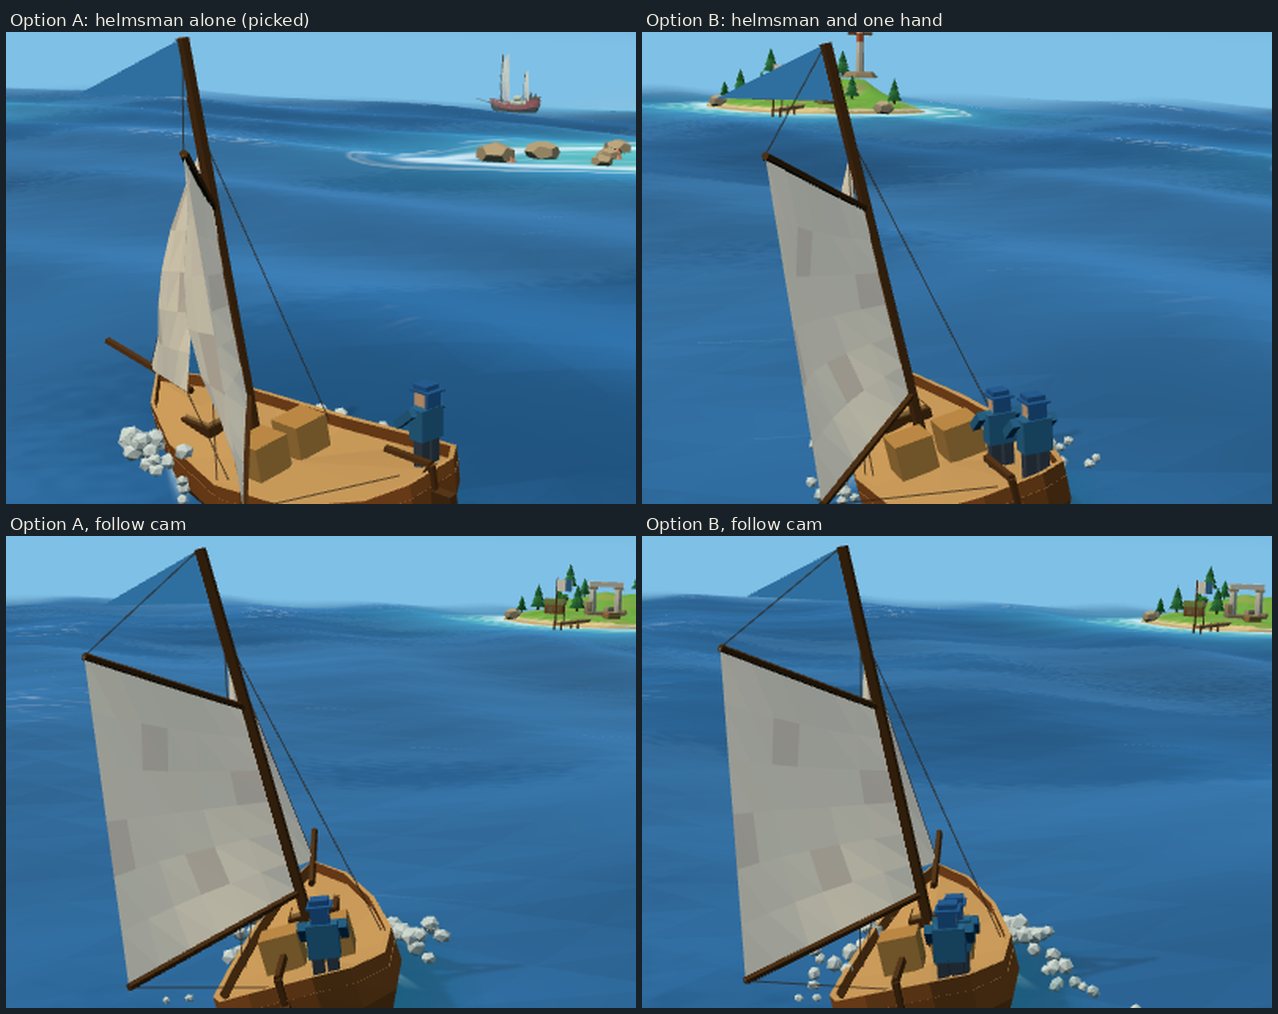 Option A: helmsman alone (picked)
Option B: helmsman and one hand
Option A, follow cam
Option B, follow cam